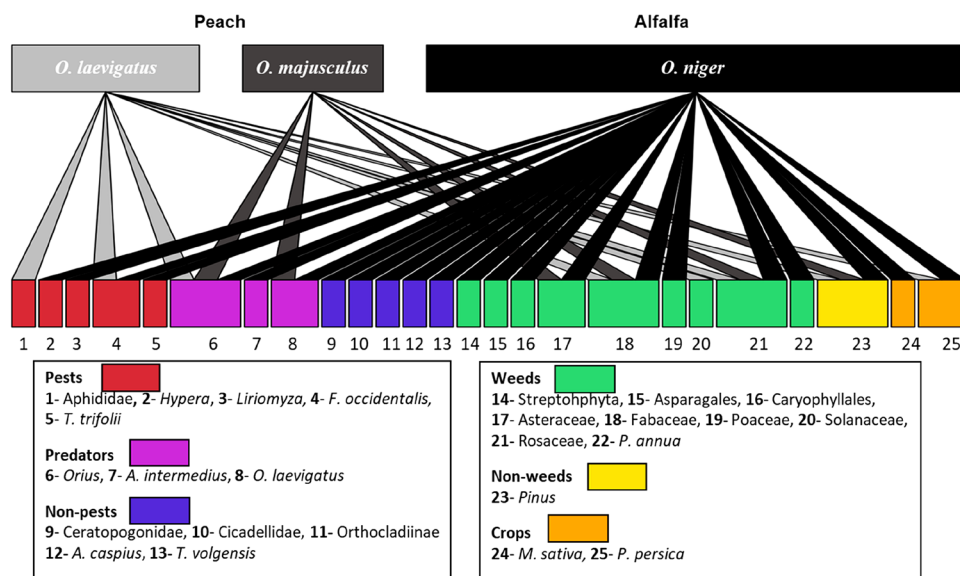 Peach Alfalfa
O. laevigatus O. majusculus O. niger
1 2 3 4 5 6 7 8 9 10 11 12 13 14 15 16 17 18 19 20 21 22 23 24 25
Pests
1- Aphididae, 2- Hypera, 3- Liriomyza, 4- F. occidentalis,
5- T. trifolii
Predators
6- Orius, 7- A. intermedius, 8- O. laevigatus
Non-pests
9- Ceratopogonidae, 10- Cicadellidae, 11- Orthocladiinae
12- A. caspius, 13- T. volgensis
Weeds
14- Streptohphyta, 15- Asparagales, 16- Caryophyllales,
17- Asteraceae, 18- Fabaceae, 19- Poaceae, 20- Solanaceae,
21- Rosaceae, 22- P. annua
Non-weeds
23- Pinus
Crops
24- M. sativa, 25- P. persica